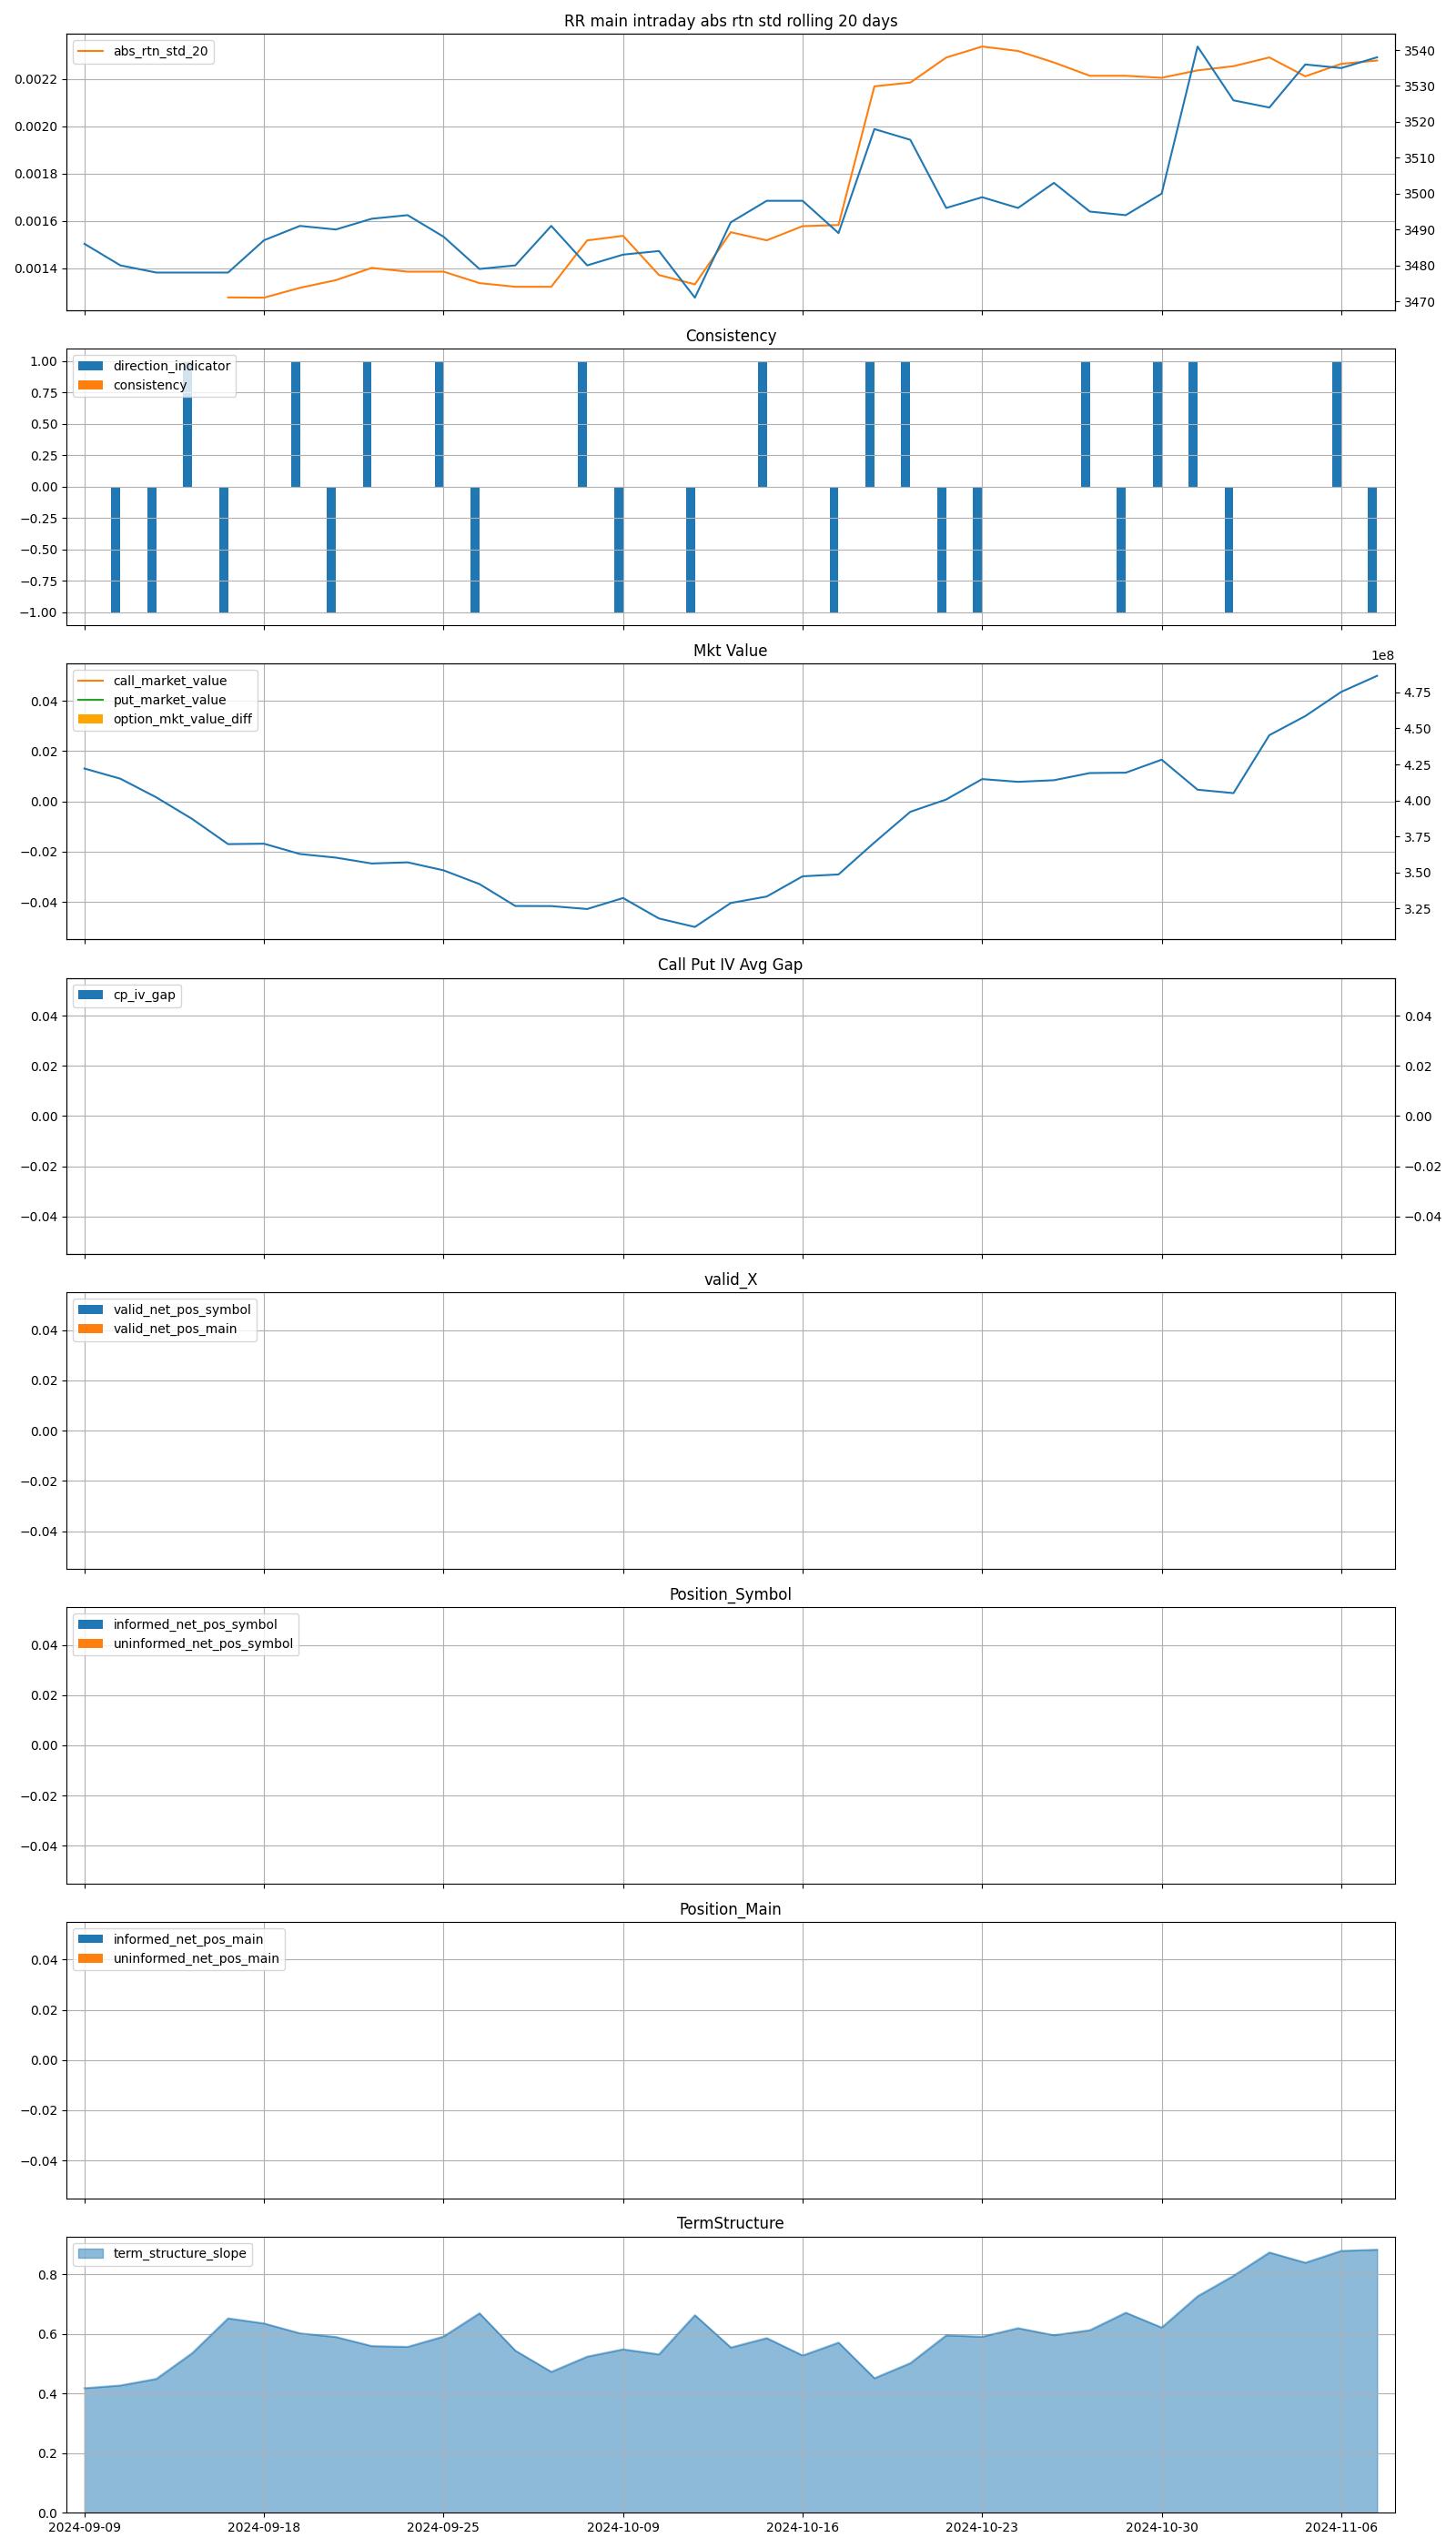 RR main intraday abs rtn std rolling 20 days
abs_rtn_std_20
0.0022
0.0020
0.0018
0.0016
0.0014
3540
3530
3520
3510
3500
3490
3480
3470
Consistency
direction_indicator
consistency
1.00
0.75
0.50
0.25
0.00
−0.25
−0.50
−0.75
−1.00
Mkt Value
1e8
call_market_value
put_market_value
option_mkt_value_diff
0.04
0.02
0.00
−0.02
−0.04
4.75
4.50
4.25
4.00
3.75
3.50
3.25
Call Put IV Avg Gap
cp_iv_gap
0.04
0.02
0.00
−0.02
−0.04
0.04
0.02
0.00
−0.02
−0.04
valid_X
valid_net_pos_symbol
valid_net_pos_main
0.04
0.02
0.00
−0.02
−0.04
Position_Symbol
informed_net_pos_symbol
uninformed_net_pos_symbol
0.04
0.02
0.00
−0.02
−0.04
Position_Main
informed_net_pos_main
uninformed_net_pos_main
0.04
0.02
0.00
−0.02
−0.04
TermStructure
term_structure_slope
0.8
0.6
0.4
0.2
0.0
2024-09-09 2024-09-18 2024-09-25 2024-10-09 2024-10-16 2024-10-23 2024-10-30 2024-11-06